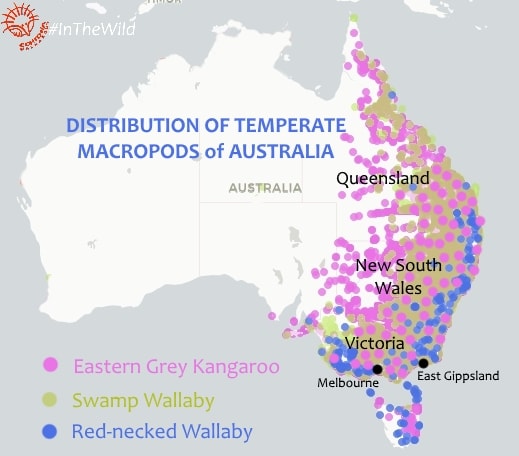 #InTheWild
DISTRIBUTION OF TEMPERATE
MACROPODS of AUSTRALIA
Queensland
AUSTRALIA
New South
Wales
Victoria
Eastern Grey Kangaroo
Melbourne
East Gippsland
Swamp Wallaby
Red-necked Wallaby